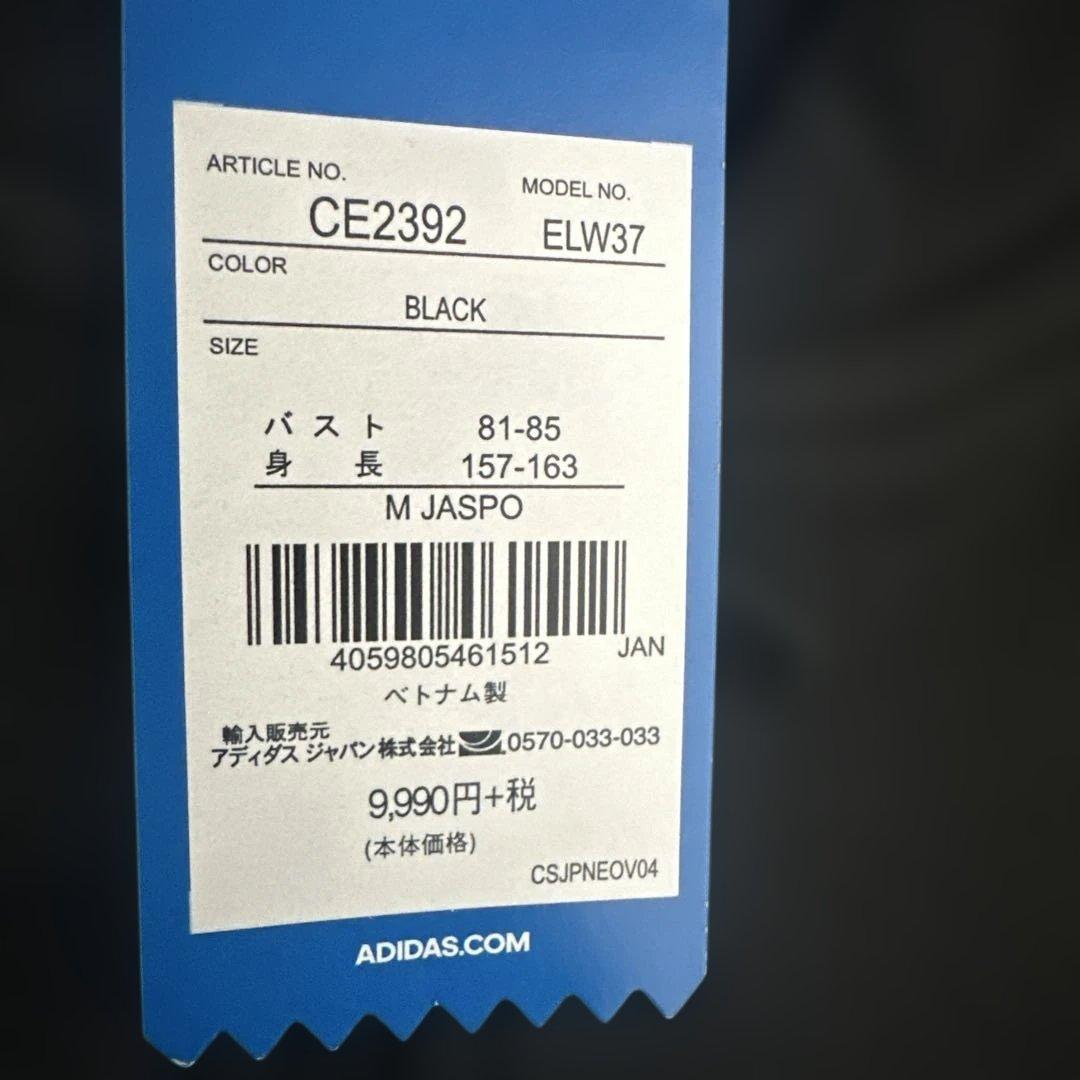 ARTICLE NO.
MODEL NO.
CE2392
ELW37
COLOR
BLACK
SIZE
バスト 81-85
身長 157-163
M JASPO
4059805461512
JAN
ベトナム製
輸入販売元
アディダス ジャパン株式会社 0570-033-033
9,990円+税
(本体価格)
CSJPNEOV04
ADIDAS.COM